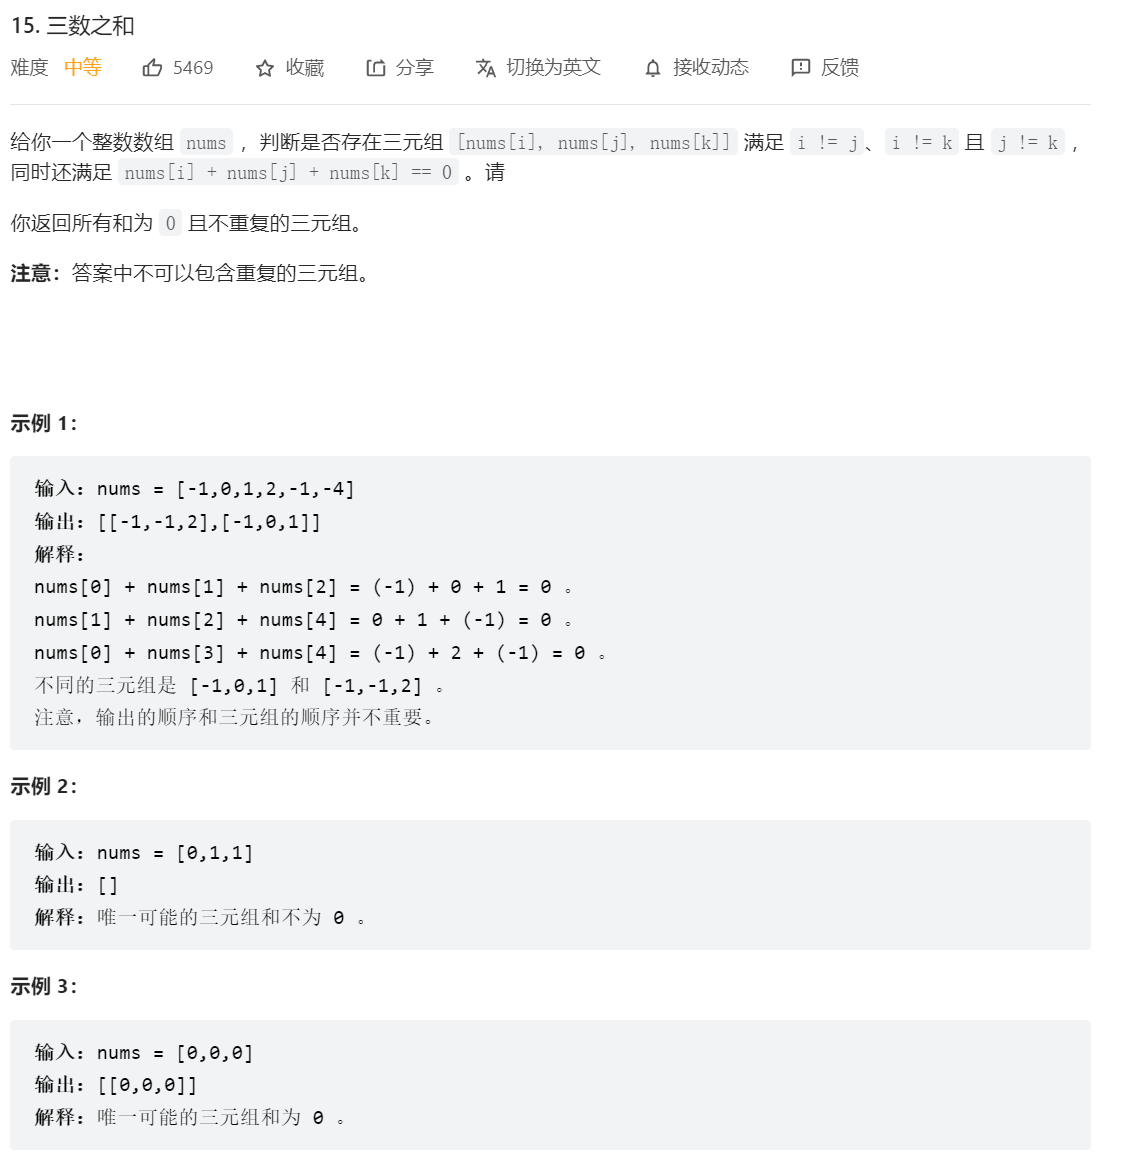 15. 三数之和
难度 中等 5469 收藏 分享 切换为英文 接收动态 反馈
给你一个整数数组 nums ，判断是否存在三元组 [nums[i], nums[j], nums[k]] 满足 i != j、i != k 且 j != k ，
同时还满足 nums[i] + nums[j] + nums[k] == 0 。请
你返回所有和为 0 且不重复的三元组。
注意：答案中不可以包含重复的三元组。
示例 1：
输入：nums = [-1,0,1,2,-1,-4]
输出：[[-1,-1,2],[-1,0,1]]
解释：
nums[0] + nums[1] + nums[2] = (-1) + 0 + 1 = 0 。
nums[1] + nums[2] + nums[4] = 0 + 1 + (-1) = 0 。
nums[0] + nums[3] + nums[4] = (-1) + 2 + (-1) = 0 。
不同的三元组是 [-1,0,1] 和 [-1,-1,2] 。
注意，输出的顺序和三元组的顺序并不重要。
示例 2：
输入：nums = [0,1,1]
输出：[]
解释：唯一可能的三元组和不为 0 。
示例 3：
输入：nums = [0,0,0]
输出：[[0,0,0]]
解释：唯一可能的三元组和为 0 。